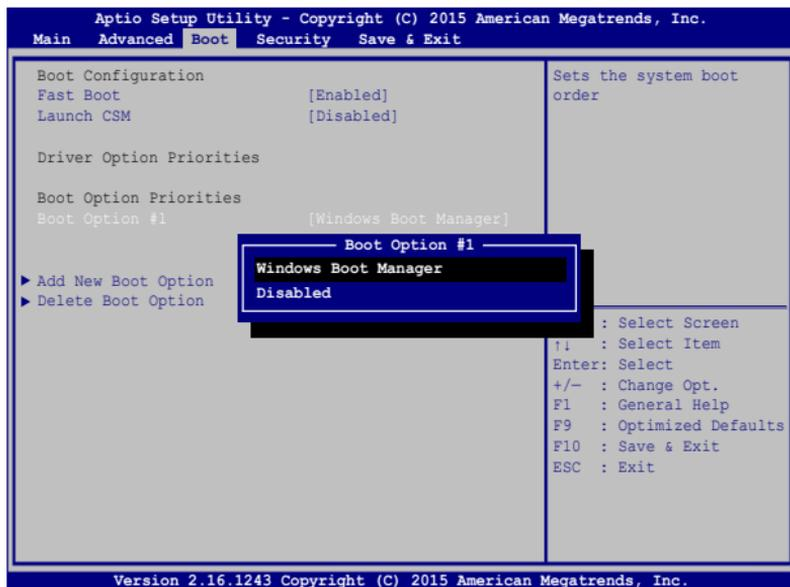 Aptio Setup Utility - Copyright (C) 2015 American Megatrends, Inc.
Main Advanced Boot Security Save & Exit
Boot Configuration
Fast Boot [Enabled]
Launch CSM [Disabled]
Driver Option Priorities
Boot Option Priorities
Boot Option #1 [Windows Boot Manager]
Add New Boot Option
Delete Boot Option
Boot Option #1
Windows Boot Manager
Disabled
Sets the system boot
order
: Select Screen
↑↓ : Select Item
Enter: Select
+/— : Change Opt.
F1 : General Help
F9 : Optimized Defaults
F10 : Save & Exit
ESC : Exit
Version 2.16.1243 Copyright (C) 2015 American Megatrends, Inc.